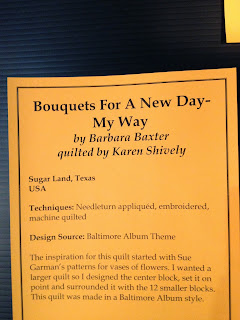 Bouquets For A New Day-
My Way
by Barbara Baxter
quilted by Karen Shively
Sugar Land, Texas
USA
Techniques: Needleturn appliquéd, embroidered,
machine quilted
Design Source: Baltimore Album Theme
The inspiration for this quilt started with Sue
Garman's patterns for vases of flowers. I wanted a
larger quilt so I designed the center block, set it on
point and surrounded it with the 12 smaller blocks.
This quilt was made in a Baltimore Album style.